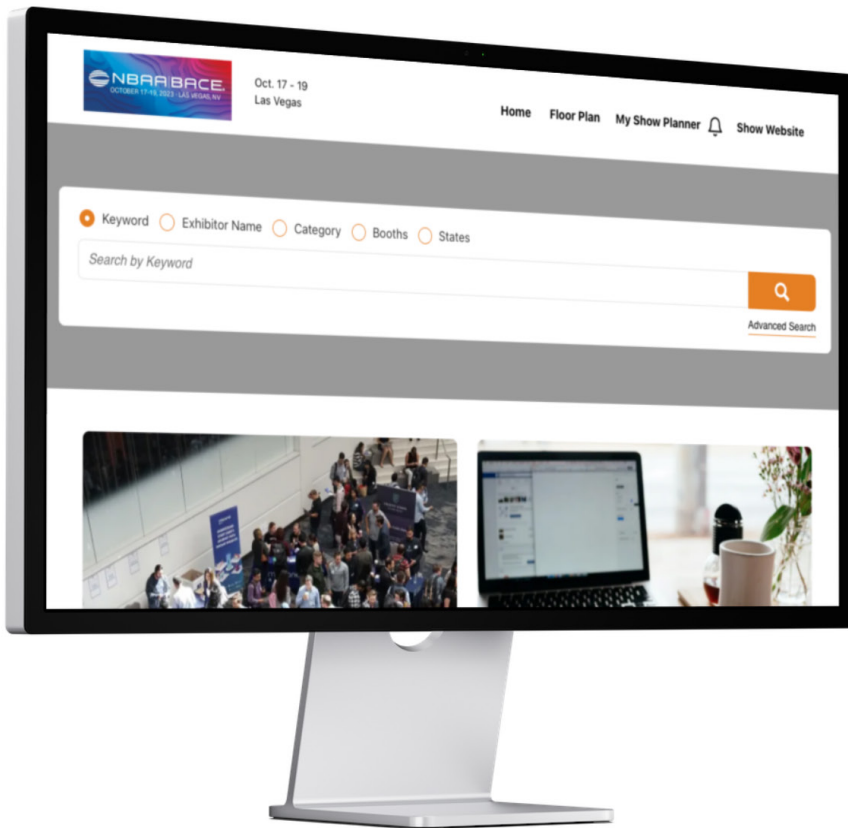 NBAA.BACE.
OCTOBER 17-19, 2023 - LAS VEGAS, NV
Oct. 17 - 19
Las Vegas
Home Floor Plan My Show Planner Show Website
Keyword Exhibitor Name Category Booths States
Search by Keyword
Advanced Search